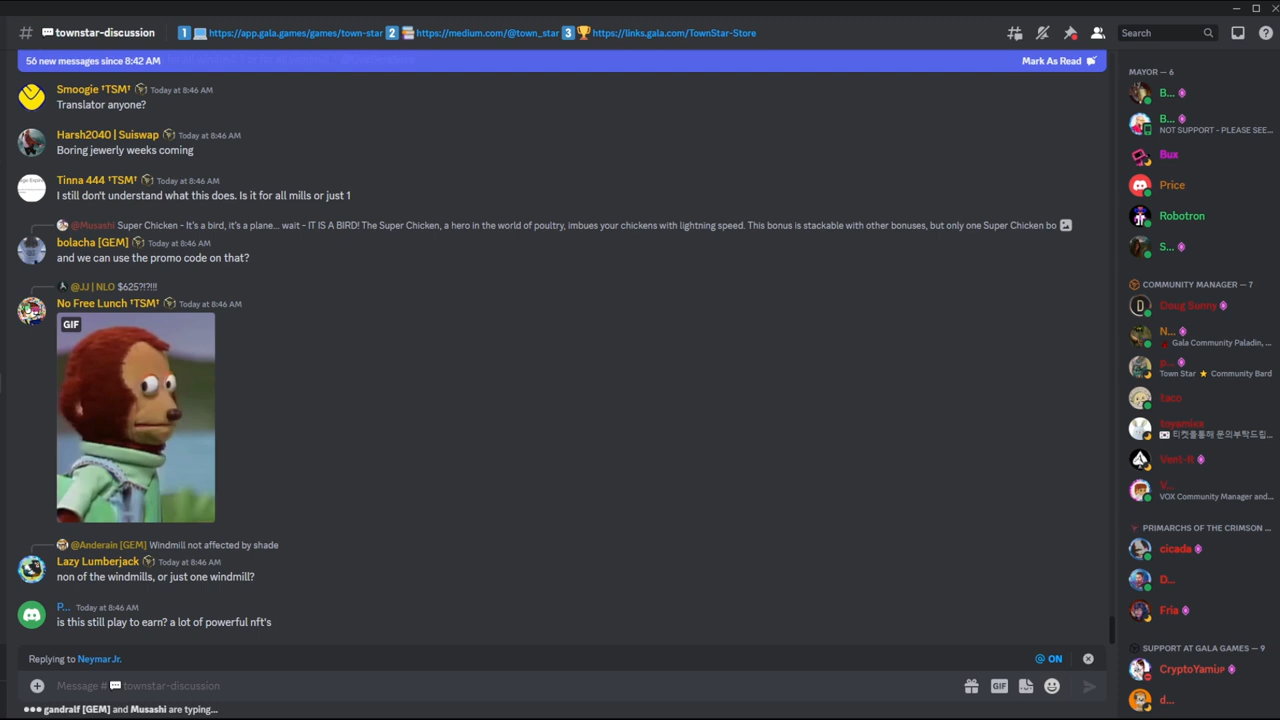 townstar-discussion
1 https://app.gala.games/games/town-star 2 https://medium.com/@town_star 3 https://links.gala.com/TownStar-Store
Search
56 new messages since 8:42 AM
Mark As Read
Smoogie †TSM† Today at 8:46 AM
Translator anyone?
Harsh2040 | Suiswap Today at 8:46 AM
Boring jewerly weeks coming
Tinna 444 †TSM† Today at 8:46 AM
I still don't understand what this does. Is it for all mills or just 1
@Musashi Super Chicken - It's a bird, it's a plane... wait - IT IS A BIRD! The Super Chicken, a hero in the world of poultry, imbues your chickens with lightning speed. This bonus is stackable with other bonuses, but only one Super Chicken bo
bolacha [GEM] Today at 8:46 AM
and we can use the promo code on that?
@JJ | NLO $625?!?!!!
No Free Lunch †TSM† Today at 8:46 AM
GIF
@Anderain [GEM] Windmill not affected by shade
Lazy Lumberjack Today at 8:46 AM
non of the windmills, or just one windmill?
P... Today at 8:46 AM
is this still play to earn? a lot of powerful nft's
Replying to NeymarJr.
@ ON
Message # townstar-discussion
GIF
gandralf [GEM] and Musashi are typing...
MAYOR — 6
B...
B...
NOT SUPPORT - PLEASE SEE...
Bux
Price
Robotron
S...
COMMUNITY MANAGER — 7
Doug Sunny
N...
Gala Community Paladin, ...
p...
Town Star ⭐ Community Bard
taco
toyamixx
티켓툴통해 문의부탁드립...
Vent-It
V...
VOX Community Manager and...
PRIMARCHS OF THE CRIMSON ...
cicada
D...
Fria
SUPPORT AT GALA GAMES — 9
CryptoYamiuP
d...